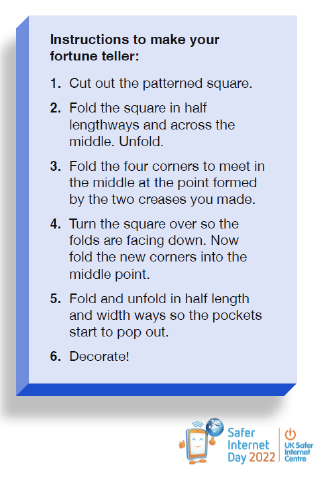 Instructions to make your
fortune teller:
1. Cut out the patterned square.
2. Fold the square in half
lengthways and across the
middle. Unfold.
3. Fold the four corners to meet in
the middle at the point formed
by the two creases you made.
4. Turn the square over so the
folds are facing down. Now
fold the new corners into the
middle point.
5. Fold and unfold in half length
and width ways so the pockets
start to pop out.
6. Decorate!
Safer
Internet
Day 2022
UK Safer
Internet
Centre